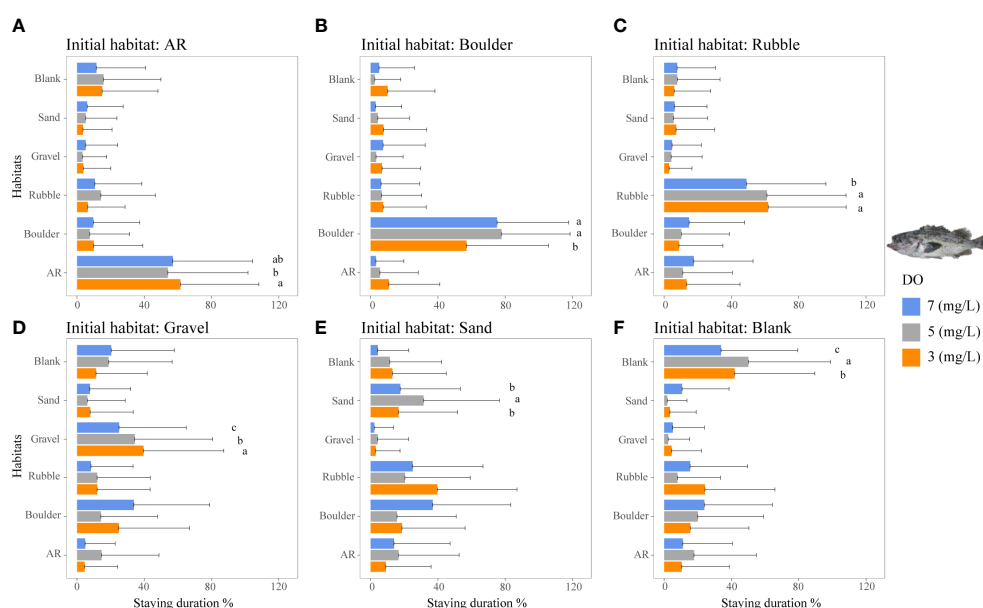 A
Initial habitat: AR
Habitats
Blank
Sand
Gravel
Rubble
Boulder
AR
ab
b
a
0
40
80
120
B
Initial habitat: Boulder
Blank
Sand
Gravel
Rubble
Boulder
AR
a
a
b
0
40
80
120
C
Initial habitat: Rubble
Blank
Sand
Gravel
Rubble
Boulder
AR
b
a
a
0
40
80
120
DO
7 (mg/L)
5 (mg/L)
3 (mg/L)
D
Initial habitat: Gravel
Habitats
Blank
Sand
Gravel
Rubble
Boulder
AR
c
b
a
0
40
80
120
Staying duration %
E
Initial habitat: Sand
Blank
Sand
Gravel
Rubble
Boulder
AR
b
a
b
0
40
80
120
Staying duration %
F
Initial habitat: Blank
Blank
Sand
Gravel
Rubble
Boulder
AR
c
a
b
0
40
80
120
Staying duration %